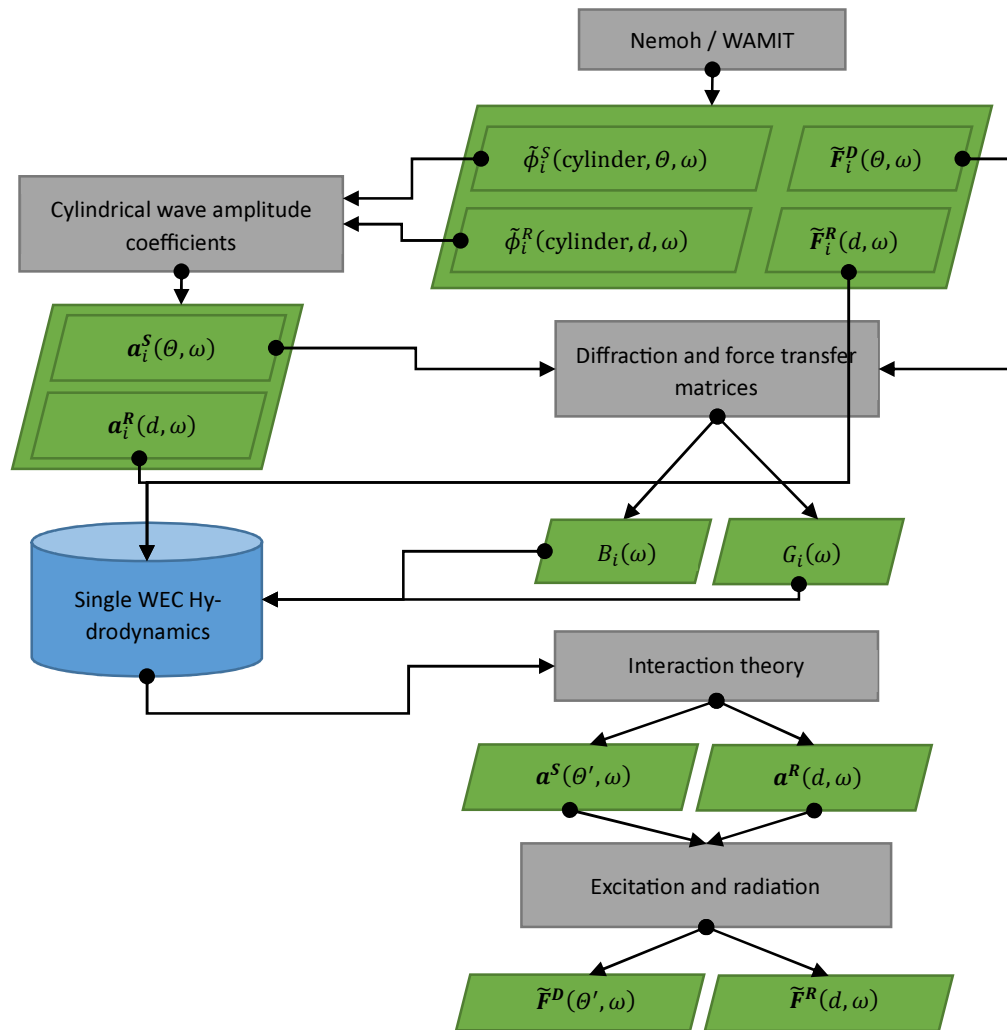 Nemoh / WAMIT
ϕ̃ᵢˢ(cylinder, Θ, ω)
F̃ᵢᴰ(Θ, ω)
Cylindrical wave amplitude
coefficients
ϕ̃ᵢᴿ(cylinder, d, ω)
F̃ᵢᴿ(d, ω)
aᵢˢ(Θ, ω)
aᵢᴿ(d, ω)
Diffraction and force transfer
matrices
Bᵢ(ω)
Gᵢ(ω)
Single WEC Hy-
drodynamics
Interaction theory
aˢ(Θ′, ω)
aᴿ(d, ω)
Excitation and radiation
F̃ᴰ(Θ′, ω)
F̃ᴿ(d, ω)